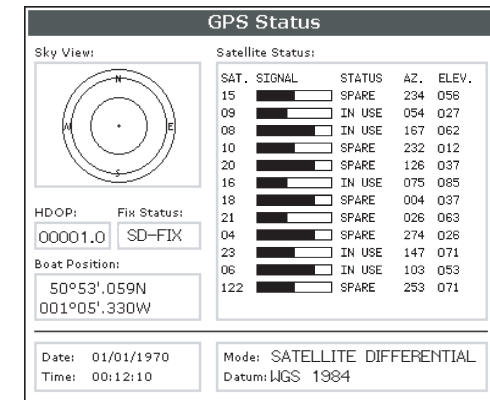 GPS Status
Sky View:
N
W
E
S
HDOP:
Fix Status:
00001.0
SD-FIX
Boat Position:
50°53'.059N
001°05'.330W
Satellite Status:
SAT. SIGNAL STATUS AZ. ELEV.
15 SPARE 234 056
09 IN USE 054 027
08 IN USE 167 062
10 SPARE 232 012
20 SPARE 126 037
16 IN USE 075 085
18 SPARE 004 037
21 SPARE 026 063
04 SPARE 274 026
23 IN USE 147 071
06 IN USE 103 053
122 SPARE 253 071
Date: 01/01/1970
Time: 00:12:10
Mode: SATELLITE DIFFERENTIAL
Datum: WGS 1984